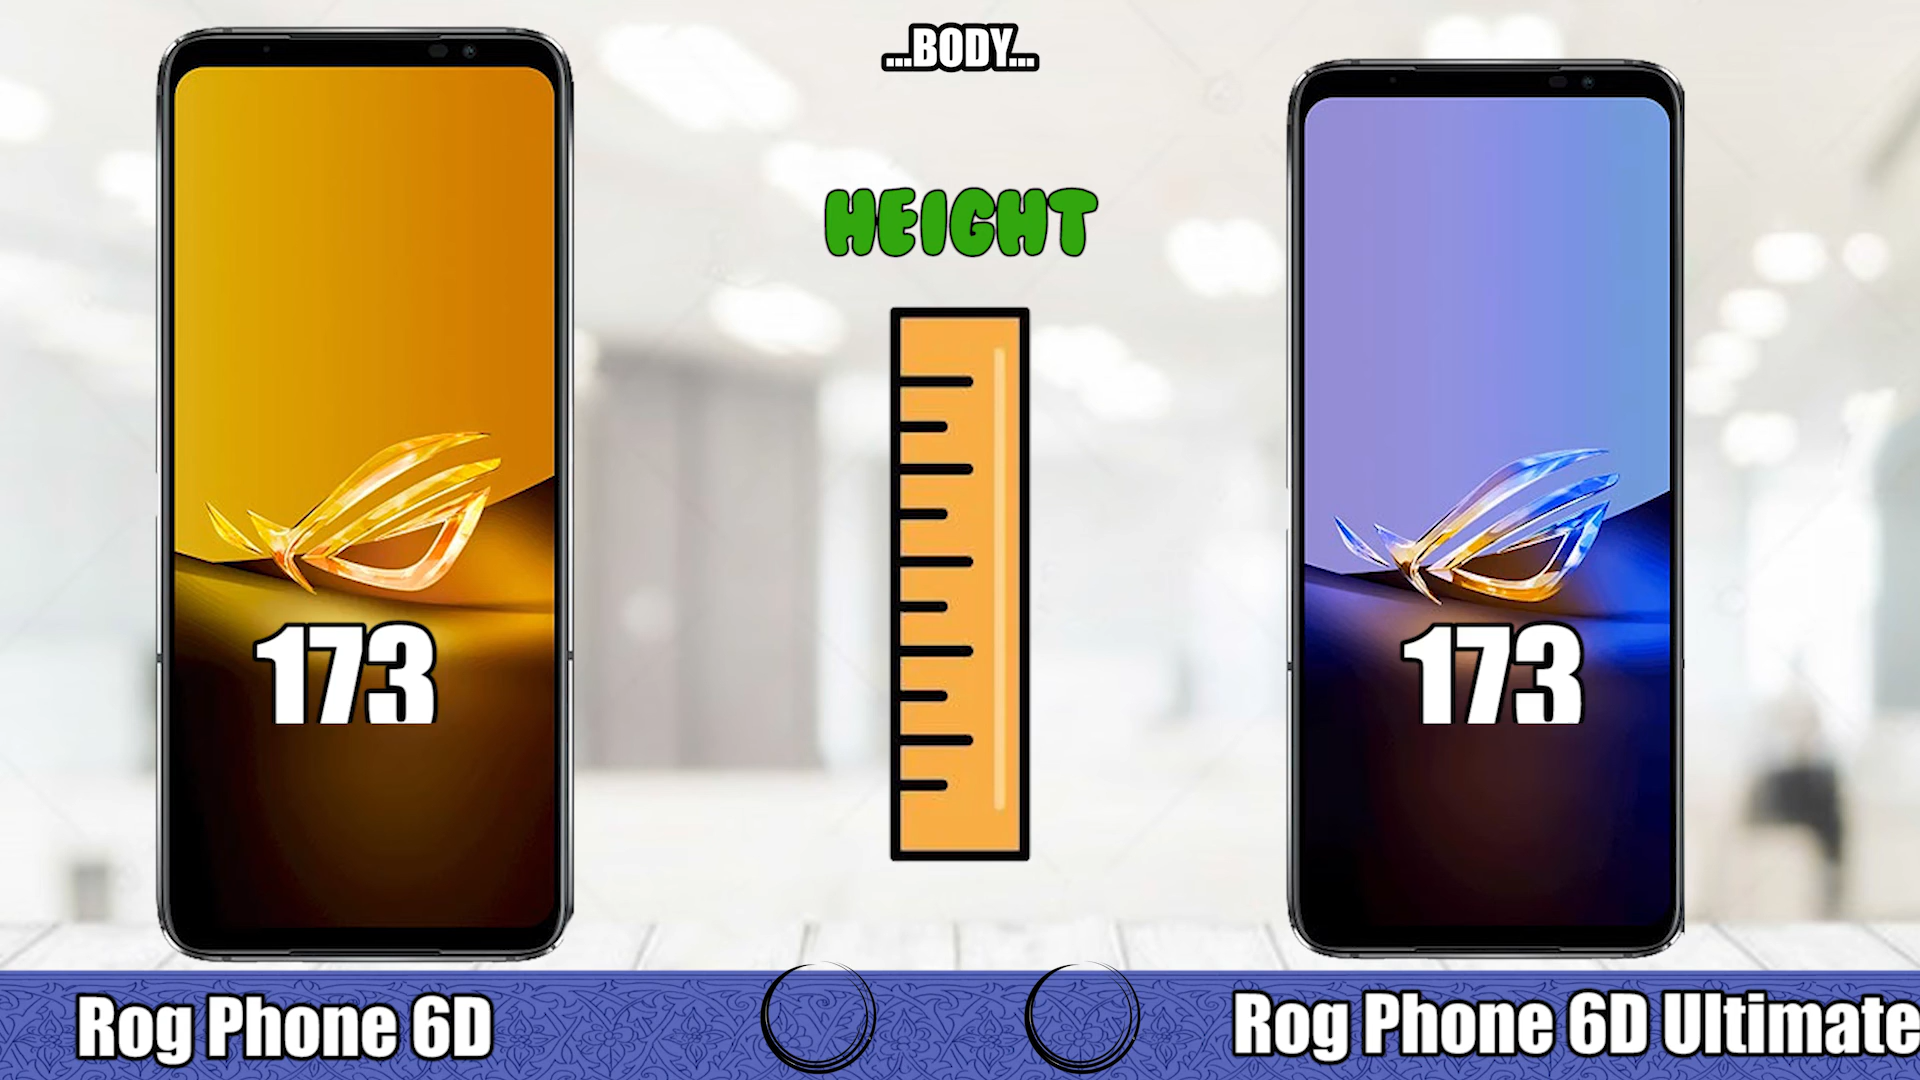 ...BODY...
HEIGHT
173
173
Rog Phone 6D
Rog Phone 6D Ultimate